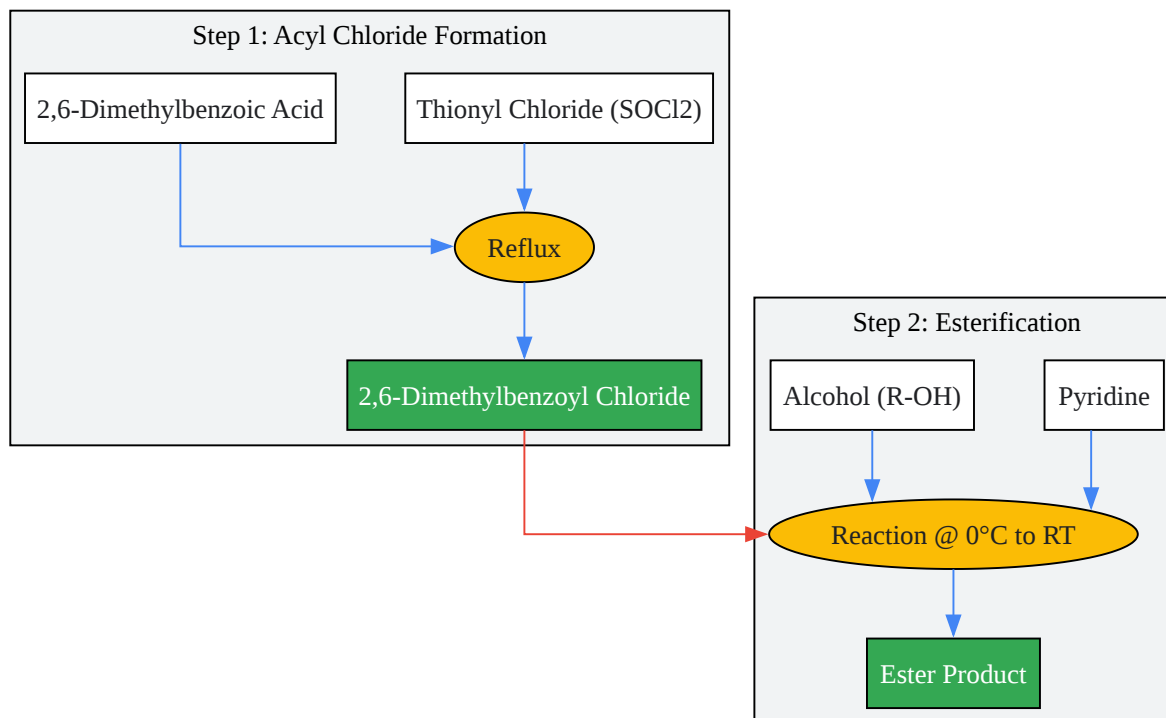 Step 1: Acyl Chloride Formation
2,6-Dimethylbenzoic Acid
Thionyl Chloride (SOCl2)
Reflux
2,6-Dimethylbenzoyl Chloride
Step 2: Esterification
Alcohol (R-OH)
Pyridine
Reaction @ 0°C to RT
Ester Product